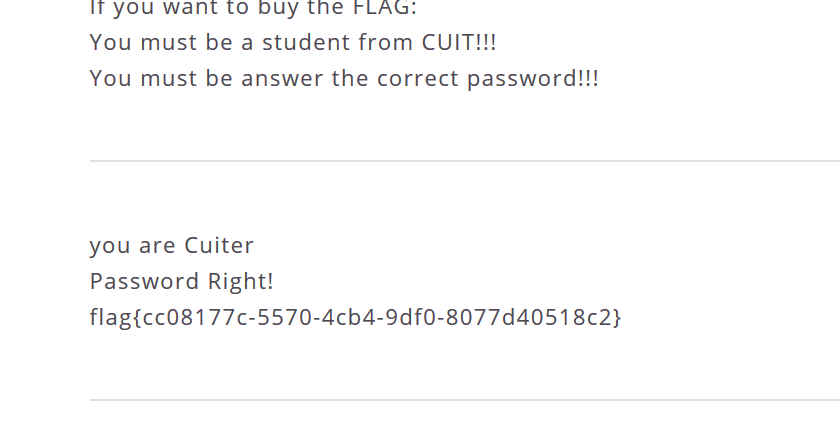 If you want to buy the FLAG:
You must be a student from CUIT!!!
You must be answer the correct password!!!
you are Cuiter
Password Right!
flag{cc08177c-5570-4cb4-9df0-8077d40518c2}